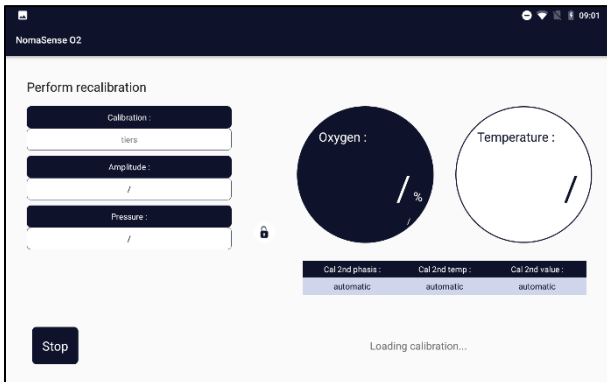 09:01
NomaSense O2
Perform recalibration
Calibration :
tiers
Amplitude :
/
Pressure :
/
Oxygen :
/ %
/
Temperature :
/
Cal 2nd phasis : Cal 2nd temp : Cal 2nd value :
automatic automatic automatic
Stop
Loading calibration...